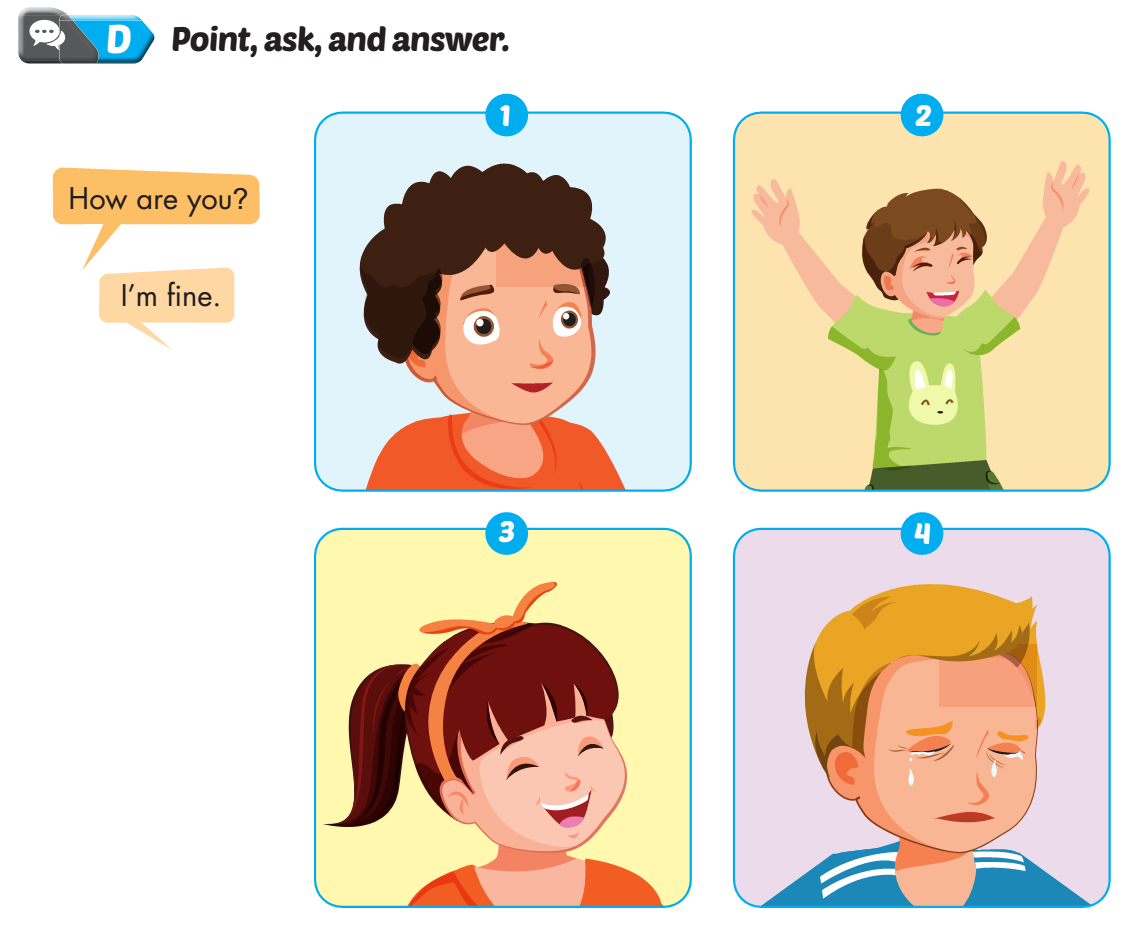 D Point, ask, and answer.
1
2
How are you?
I'm fine.
3
4